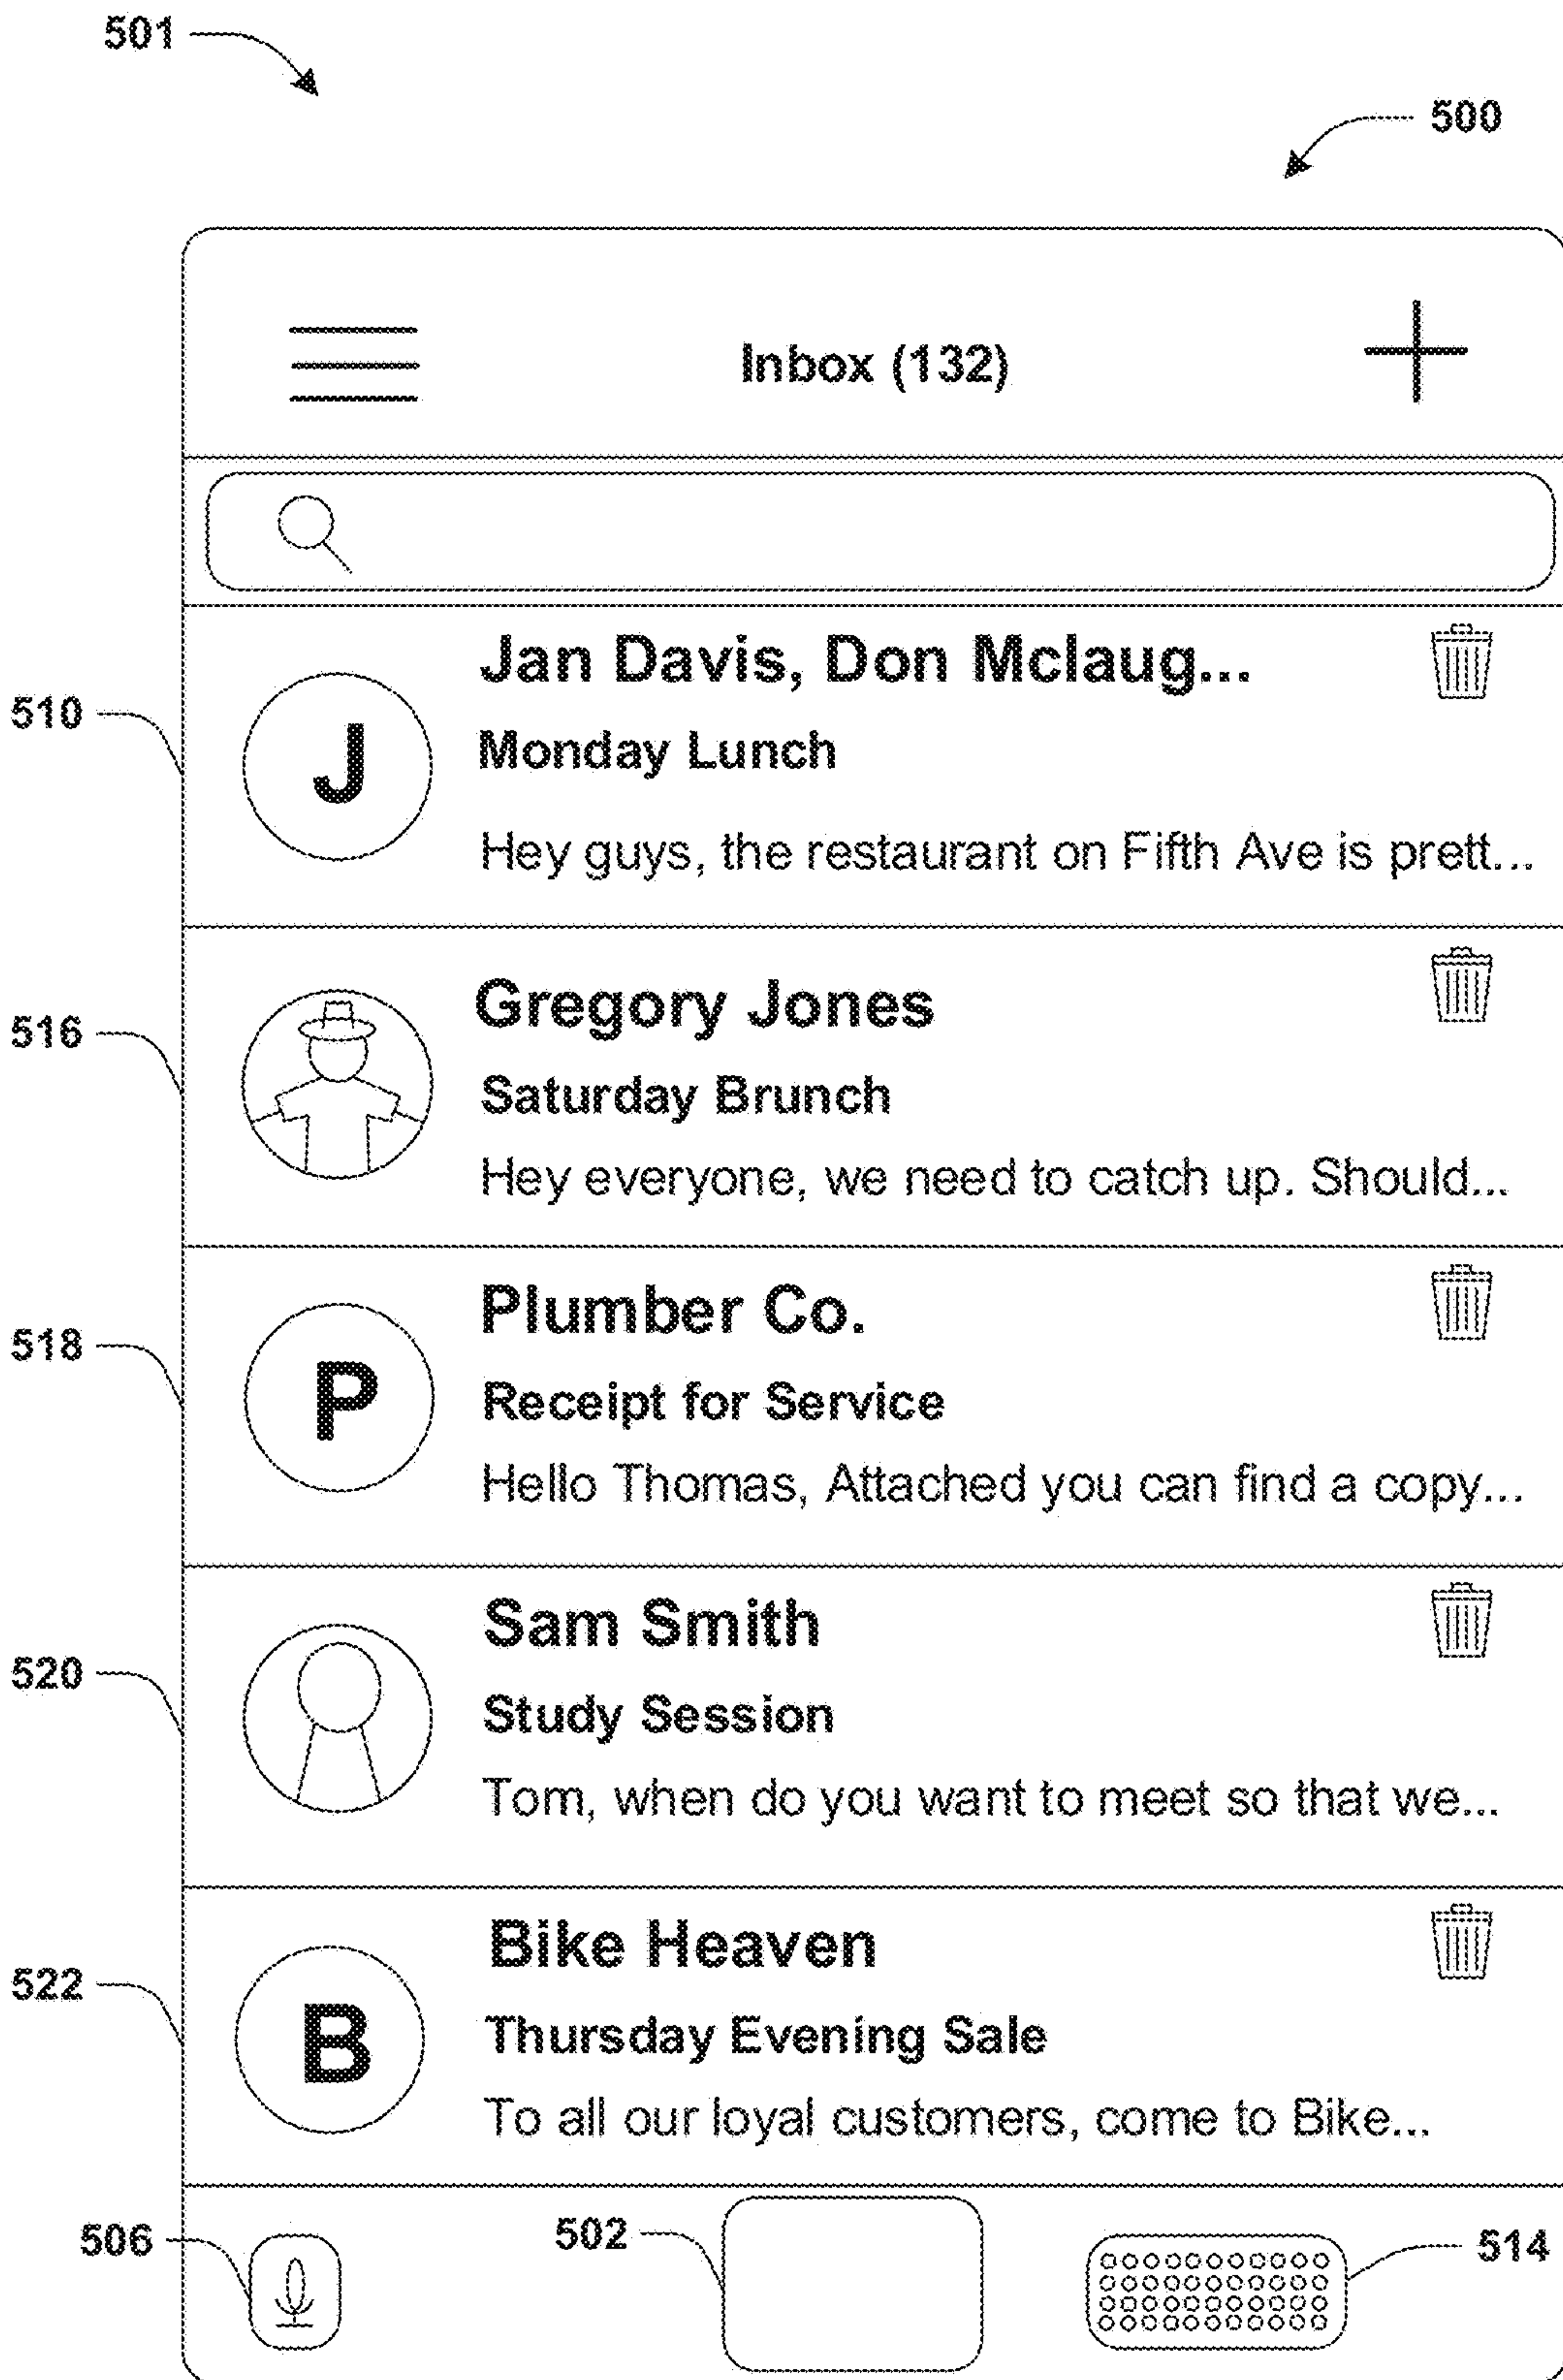 501
500
Inbox (132)
Jan Davis, Don Mclaug...
510
J
Monday Lunch
Hey guys, the restaurant on Fifth Ave is prett...
Gregory Jones
516
Saturday Brunch
Hey everyone, we need to catch up. Should...
Plumber Co.
518
P
Receipt for Service
Hello Thomas, Attached you can find a copy...
Sam Smith
520
Study Session
Tom, when do you want to meet so that we...
Bike Heaven
522
B
Thursday Evening Sale
To all our loyal customers, come to Bike...
506
502
514